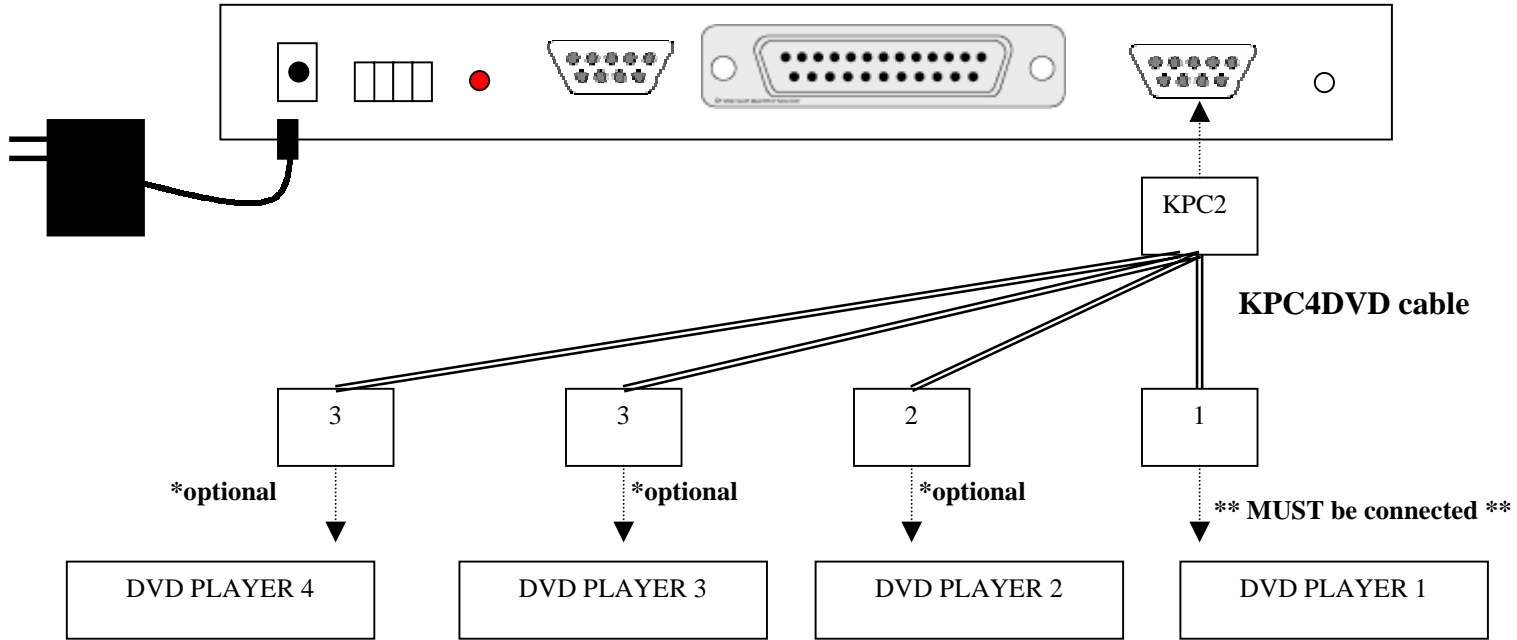 KPC2
KPC4DVD cable
3
3
2
1
*optional
*optional
*optional
** MUST be connected **
DVD PLAYER 4
DVD PLAYER 3
DVD PLAYER 2
DVD PLAYER 1